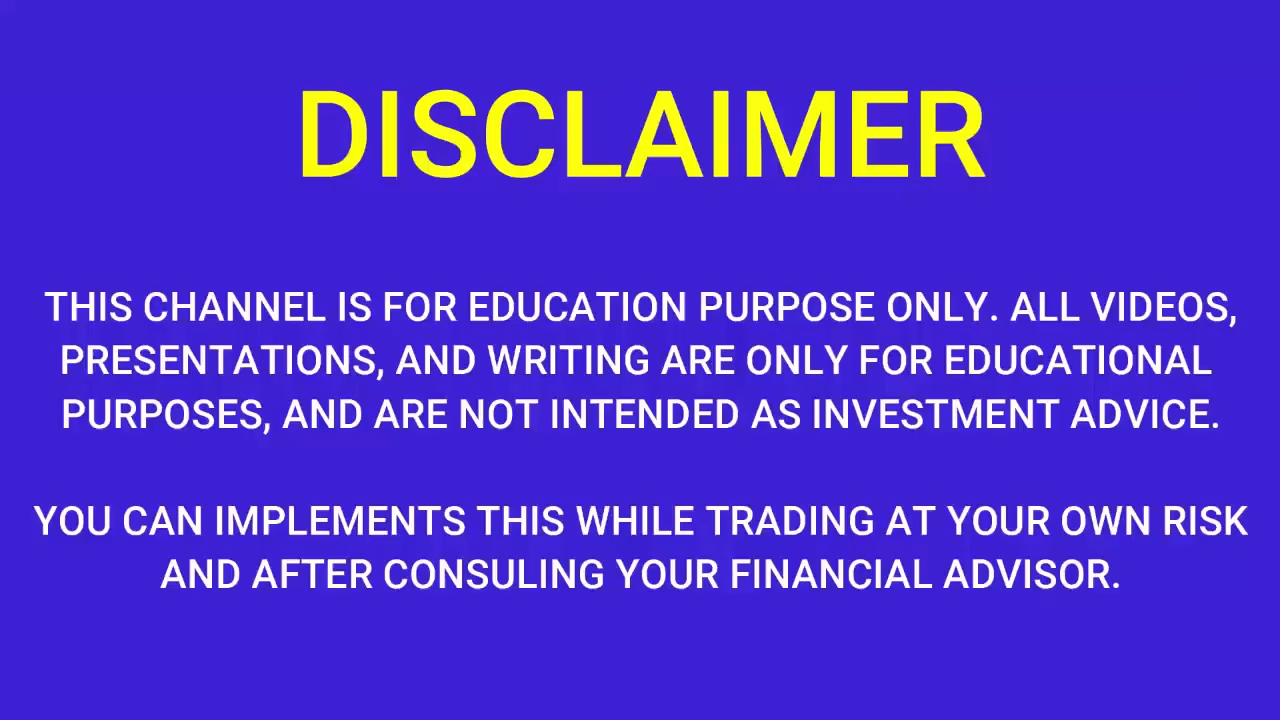 DISCLAIMER
THIS CHANNEL IS FOR EDUCATION PURPOSE ONLY. ALL VIDEOS,
PRESENTATIONS, AND WRITING ARE ONLY FOR EDUCATIONAL
PURPOSES, AND ARE NOT INTENDED AS INVESTMENT ADVICE.
YOU CAN IMPLEMENTS THIS WHILE TRADING AT YOUR OWN RISK
AND AFTER CONSULING YOUR FINANCIAL ADVISOR.